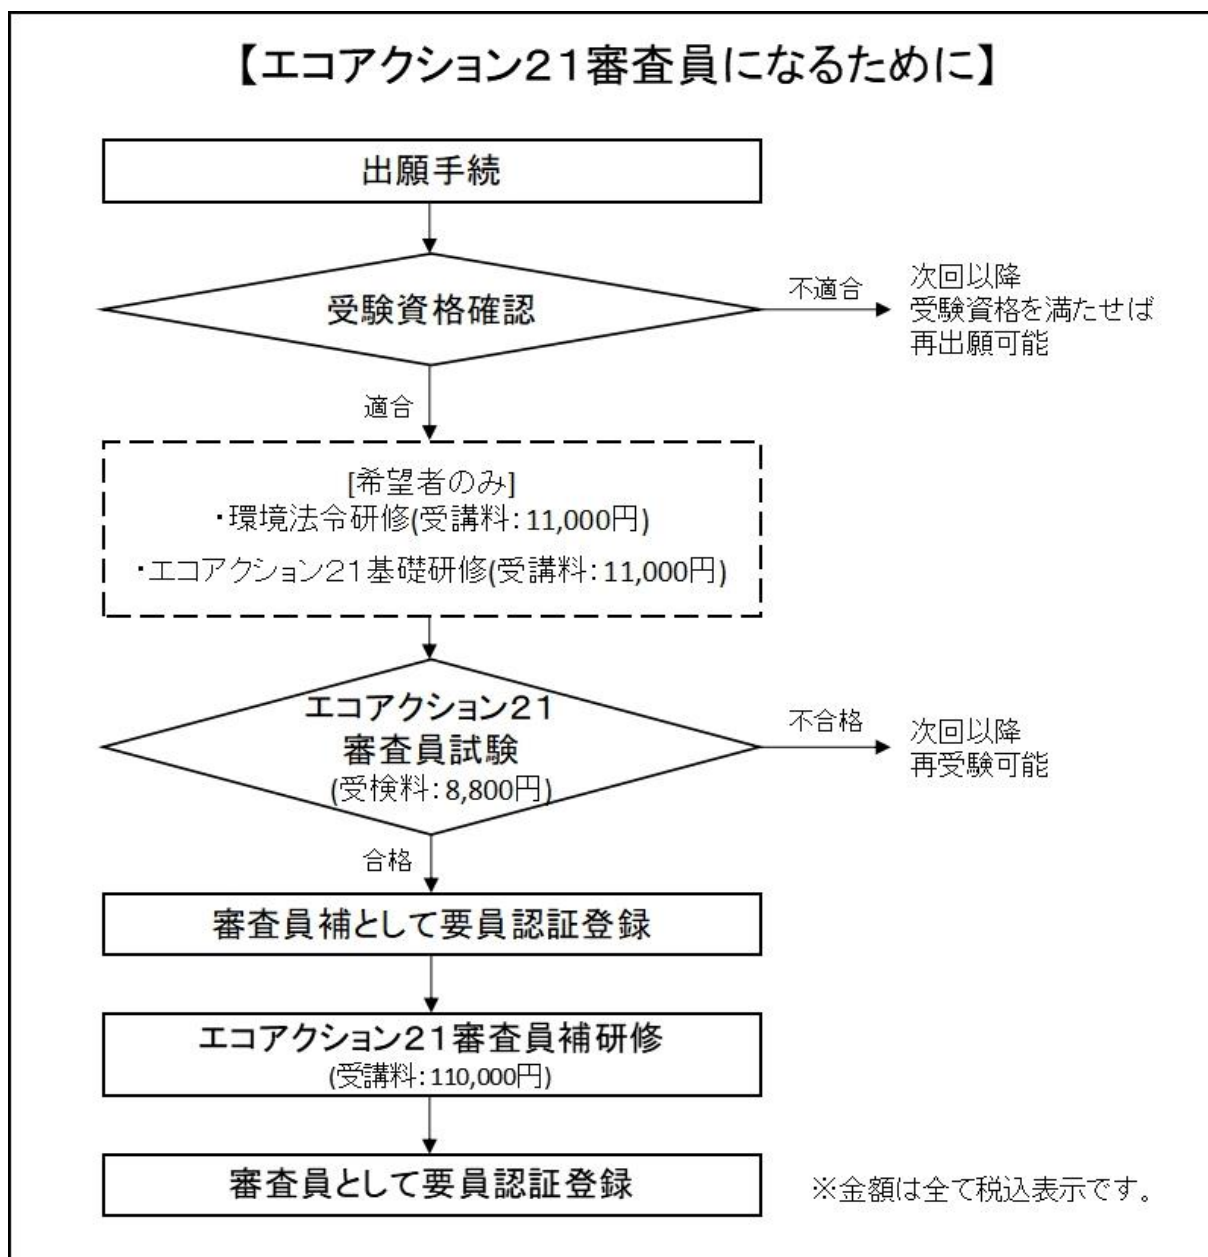 【エコアクション２１審査員になるために】
出願手続
受験資格確認
不適合
次回以降
受験資格を満たせば
再出願可能
適合
[希望者のみ]
・環境法令研修(受講料：11,000円)
・エコアクション２１基礎研修(受講料：11,000円)
エコアクション２１
審査員試験
(受検料：8,800円)
不合格
次回以降
再受験可能
合格
審査員補として要員認証登録
エコアクション２１審査員補研修
(受講料：110,000円)
審査員として要員認証登録
※金額は全て税込表示です。